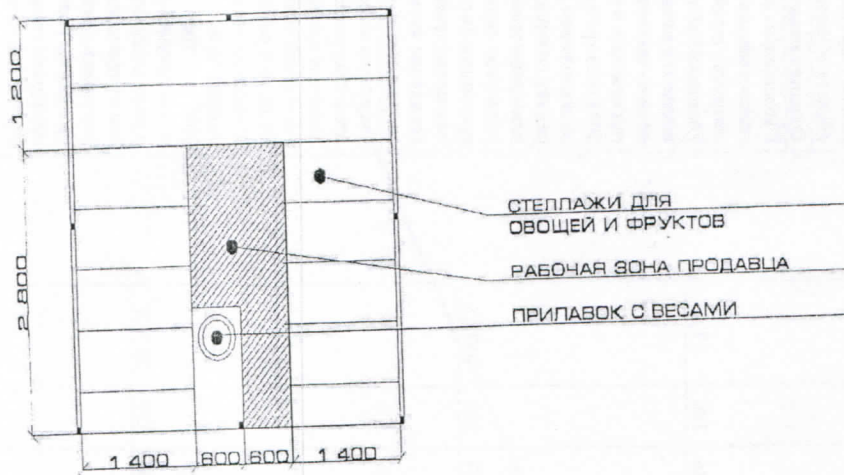 1 200
2 800
СТЕЛЛАЖИ ДЛЯ
ОВОЩЕЙ И ФРУКТОВ
РАБОЧАЯ ЗОНА ПРОДАВЦА
ПРИЛАВОК С ВЕСАМИ
1 400 600 600 1 400